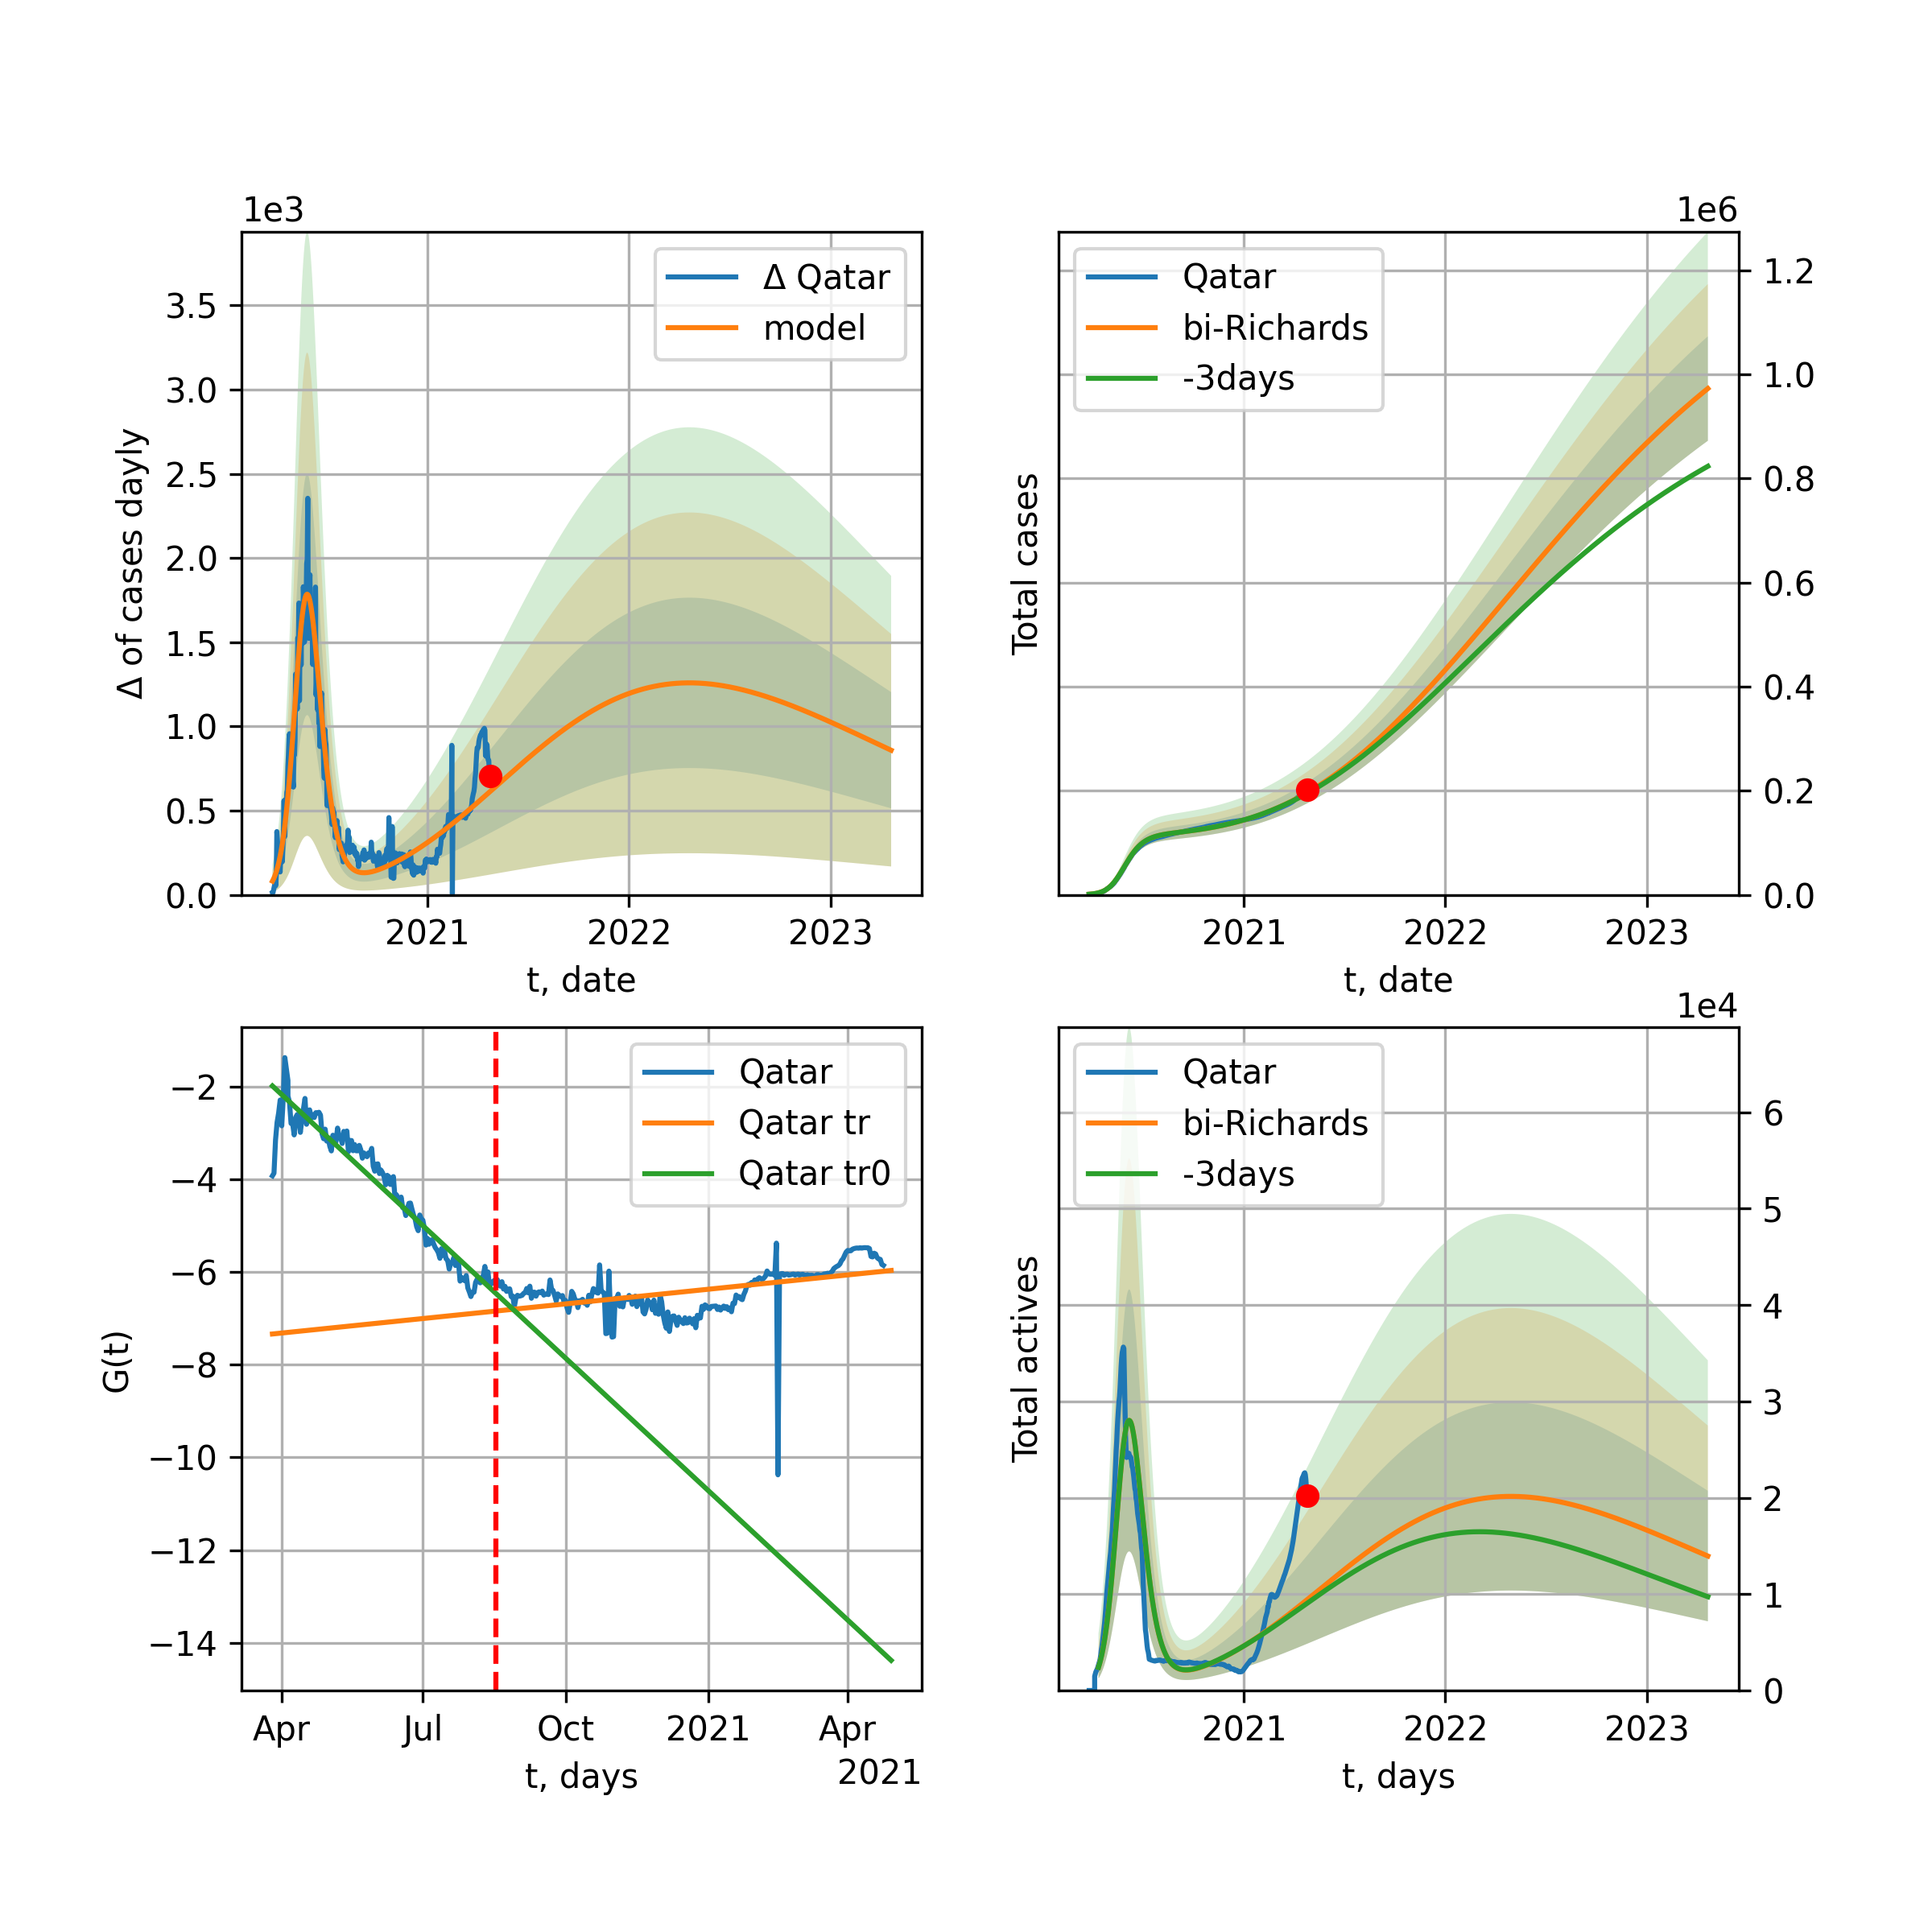 1e3
Δ Qatar
model
3.5
3.0
2.5
2.0
1.5
1.0
0.5
0.0
Δ of cases dayly
2021 2022 2023
t, date
1e6
Qatar
bi-Richards
-3days
1.2
1.0
0.8
0.6
0.4
0.2
0.0
Total cases
2021 2022 2023
t, date
Qatar
Qatar tr
Qatar tr0
−2
−4
−6
−8
−10
−12
−14
G(t)
Apr Jul Oct 2021 Apr
t, days
2021
1e4
Qatar
bi-Richards
-3days
6
5
4
3
2
1
0
Total actives
2021 2022 2023
t, days